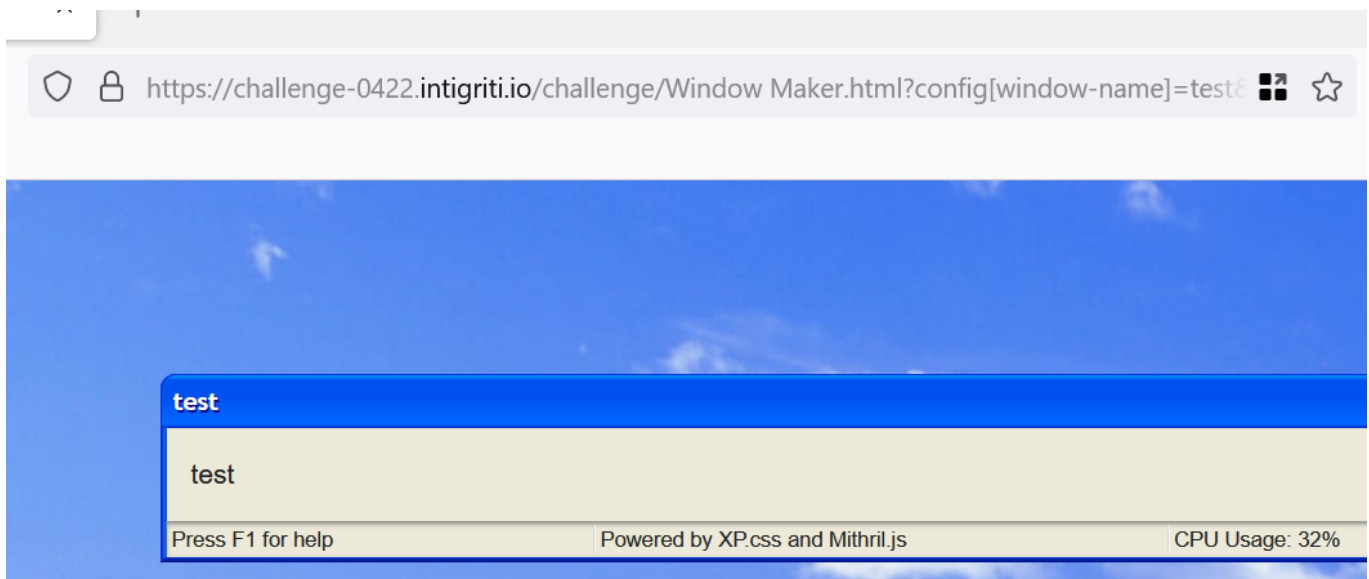 https://challenge-0422.intigriti.io/challenge/Window Maker.html?config[window-name]=test&
test
test
Press F1 for help
Powered by XP.css and Mithril.js
CPU Usage: 32%